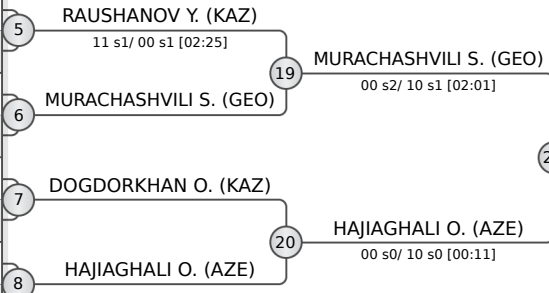 RAUSHANOV Y. (KAZ)
5
11 s1/ 00 s1 [02:25]
MURACHASHVILI S. (GEO)
19
00 s2/ 10 s1 [02:01]
MURACHASHVILI S. (GEO)
6
DOGDORKHAN O. (KAZ)
7
HAJIAGHALI O. (AZE)
20
00 s0/ 10 s0 [00:11]
HAJIAGHALI O. (AZE)
8